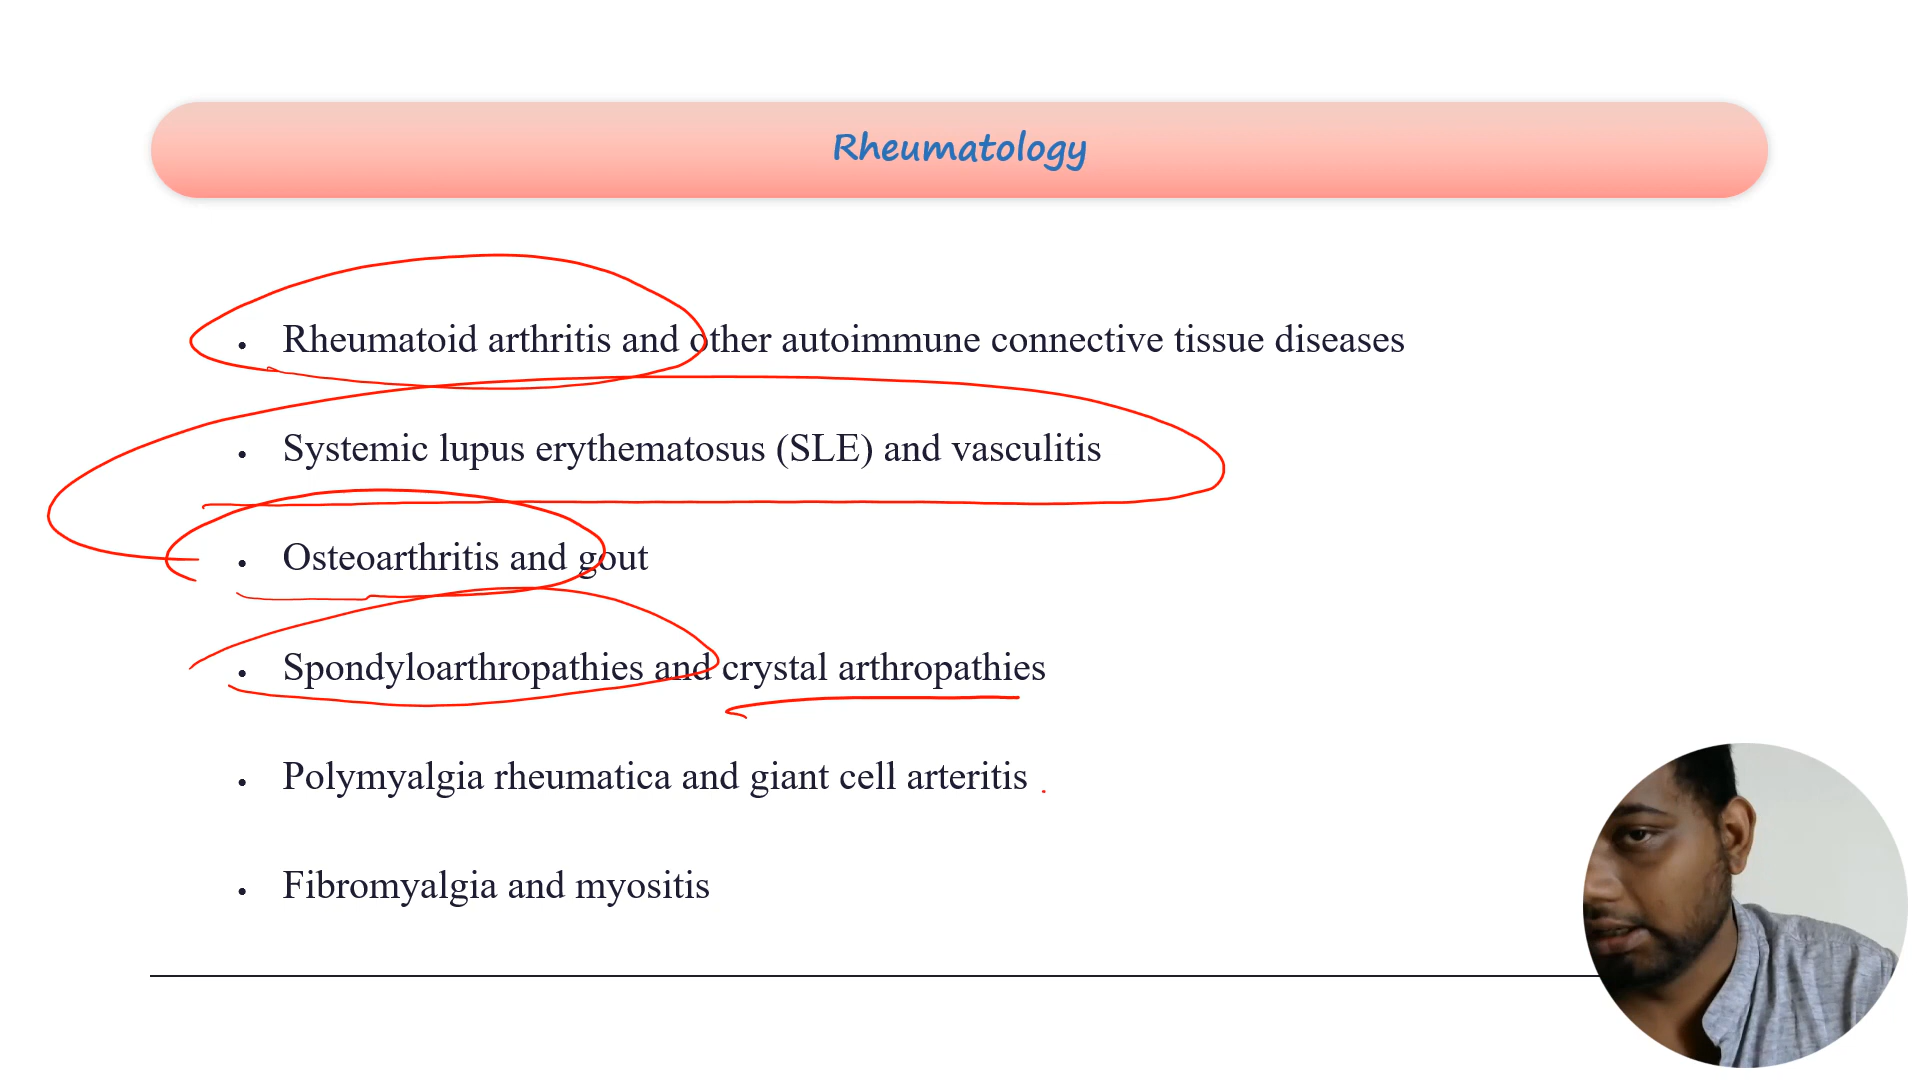 Rheumatology
• Rheumatoid arthritis and other autoimmune connective tissue diseases
• Systemic lupus erythematosus (SLE) and vasculitis
• Osteoarthritis and gout
• Spondyloarthropathies and crystal arthropathies
• Polymyalgia rheumatica and giant cell arteritis
• Fibromyalgia and myositis